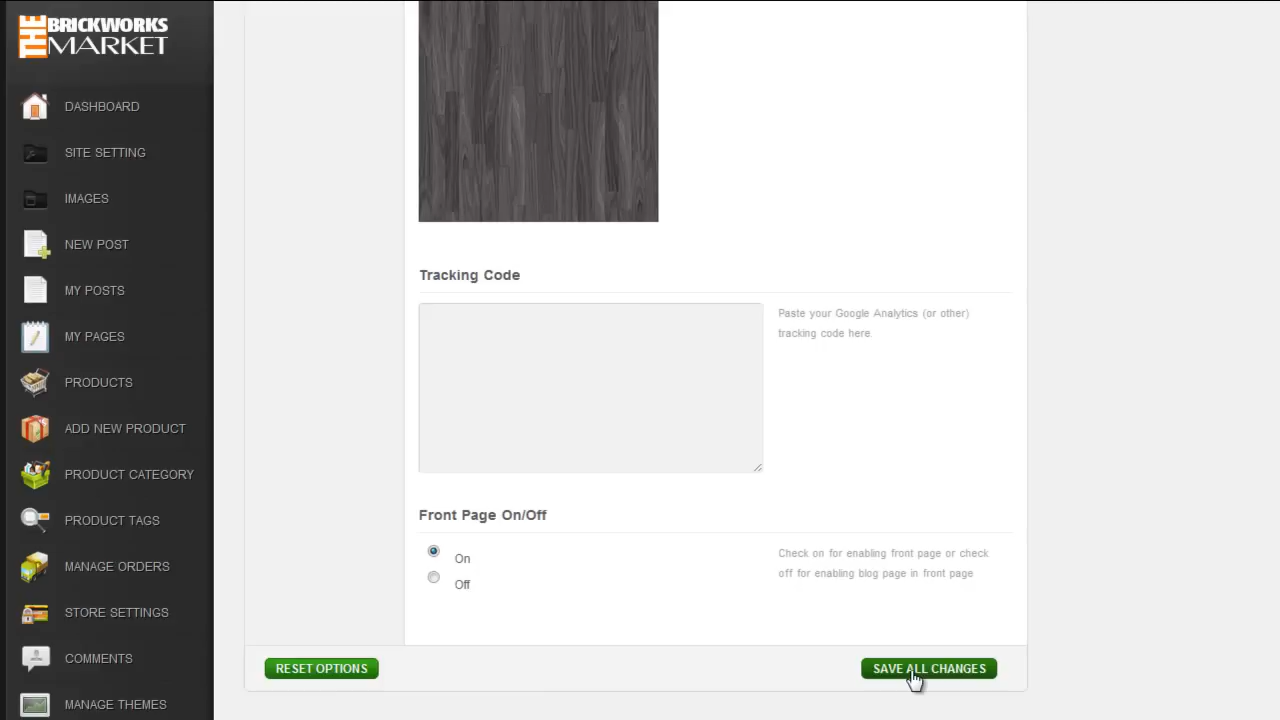 THE BRICKWORKS
MARKET
DASHBOARD
SITE SETTING
IMAGES
NEW POST
MY POSTS
MY PAGES
PRODUCTS
ADD NEW PRODUCT
PRODUCT CATEGORY
PRODUCT TAGS
MANAGE ORDERS
STORE SETTINGS
COMMENTS
MANAGE THEMES
Tracking Code
Paste your Google Analytics (or other)
tracking code here.
Front Page On/Off
On
Off
Check on for enabling front page or check
off for enabling blog page in front page
RESET OPTIONS
SAVE ALL CHANGES